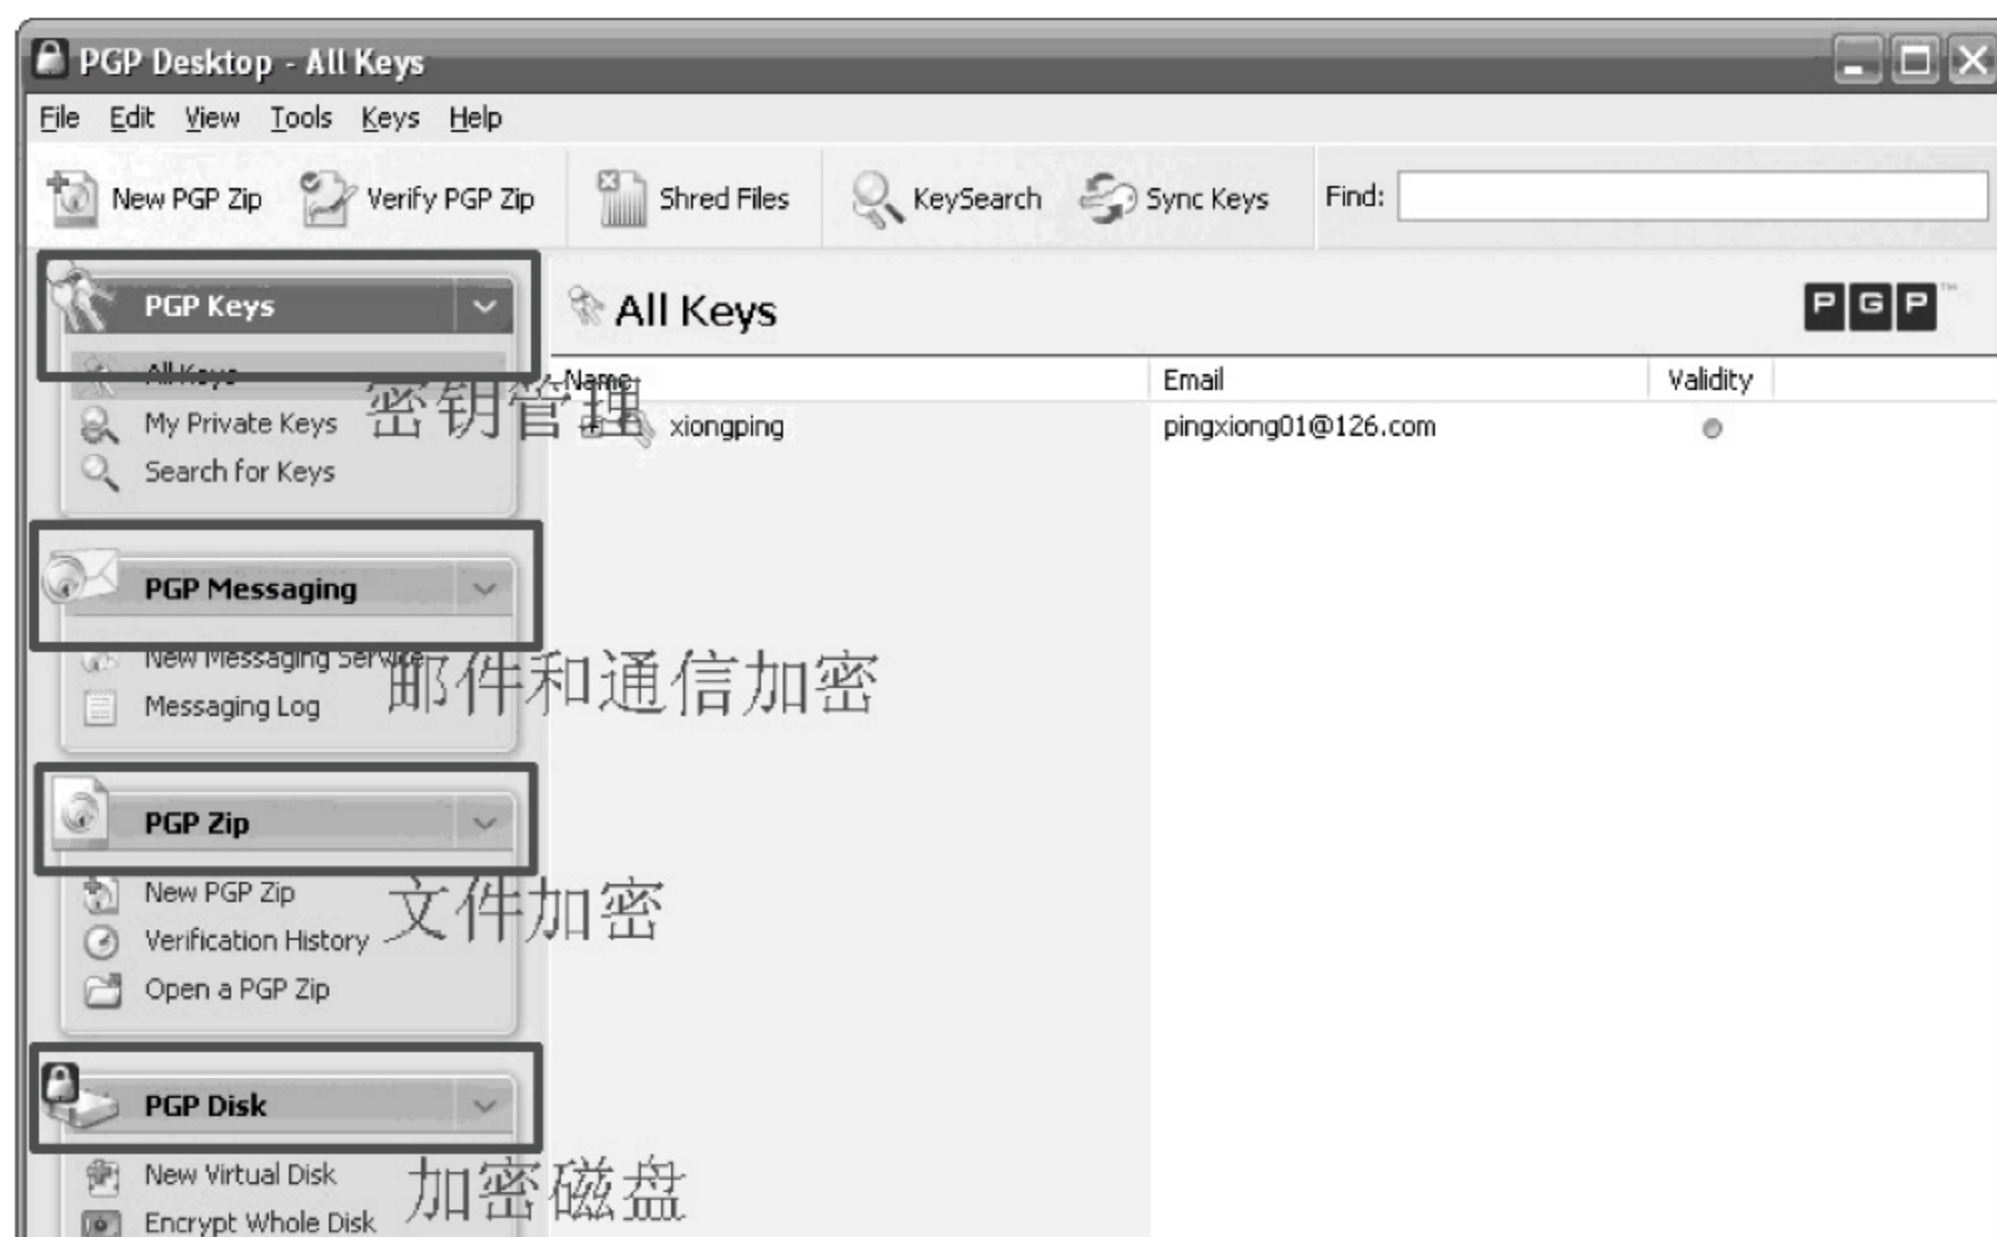 PGP Desktop - All Keys
File Edit View Tools Keys Help
New PGP Zip Verify PGP Zip Shred Files KeySearch Sync Keys Find:
PGP Keys
All Keys
PGP
All Keys
密钥管理
Name Email Validity
My Private Keys
xiongping pingxiong01@126.com
Search for Keys
PGP Messaging
New Messaging Service
邮件和通信加密
Messaging Log
PGP Zip
New PGP Zip
文件加密
Verification History
Open a PGP Zip
PGP Disk
New Virtual Disk
加密磁盘
Encrypt Whole Disk